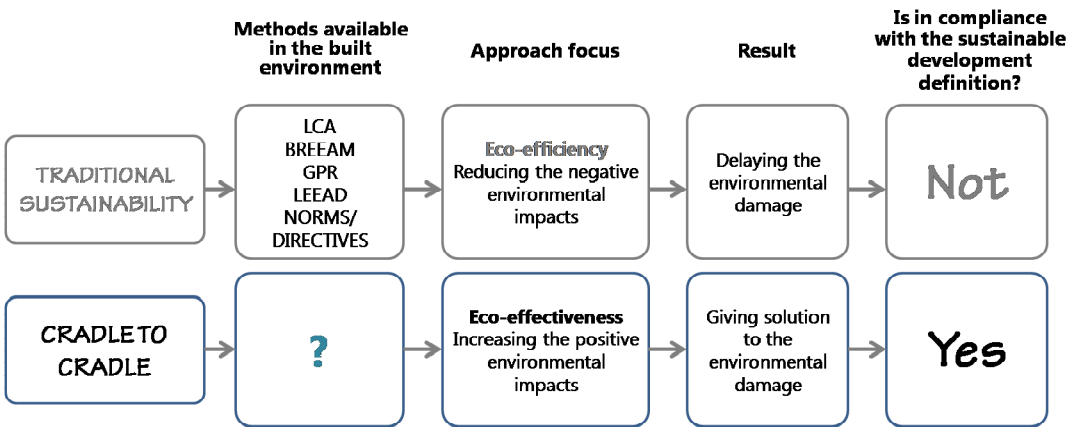 Methods available
in the built
environment
Approach focus
Result
Is in compliance
with the sustainable
development
definition?
TRADITIONAL
SUSTAINABILITY
LCA
BREEAM
GPR
LEEAD
NORMS/
DIRECTIVES
Eco-efficiency
Reducing the negative
environmental
impacts
Delaying the
environmental
damage
Not
CRADLE TO
CRADLE
?
Eco-effectiveness
Increasing the positive
environmental
impacts
Giving solution
to the
environmental
damage
Yes